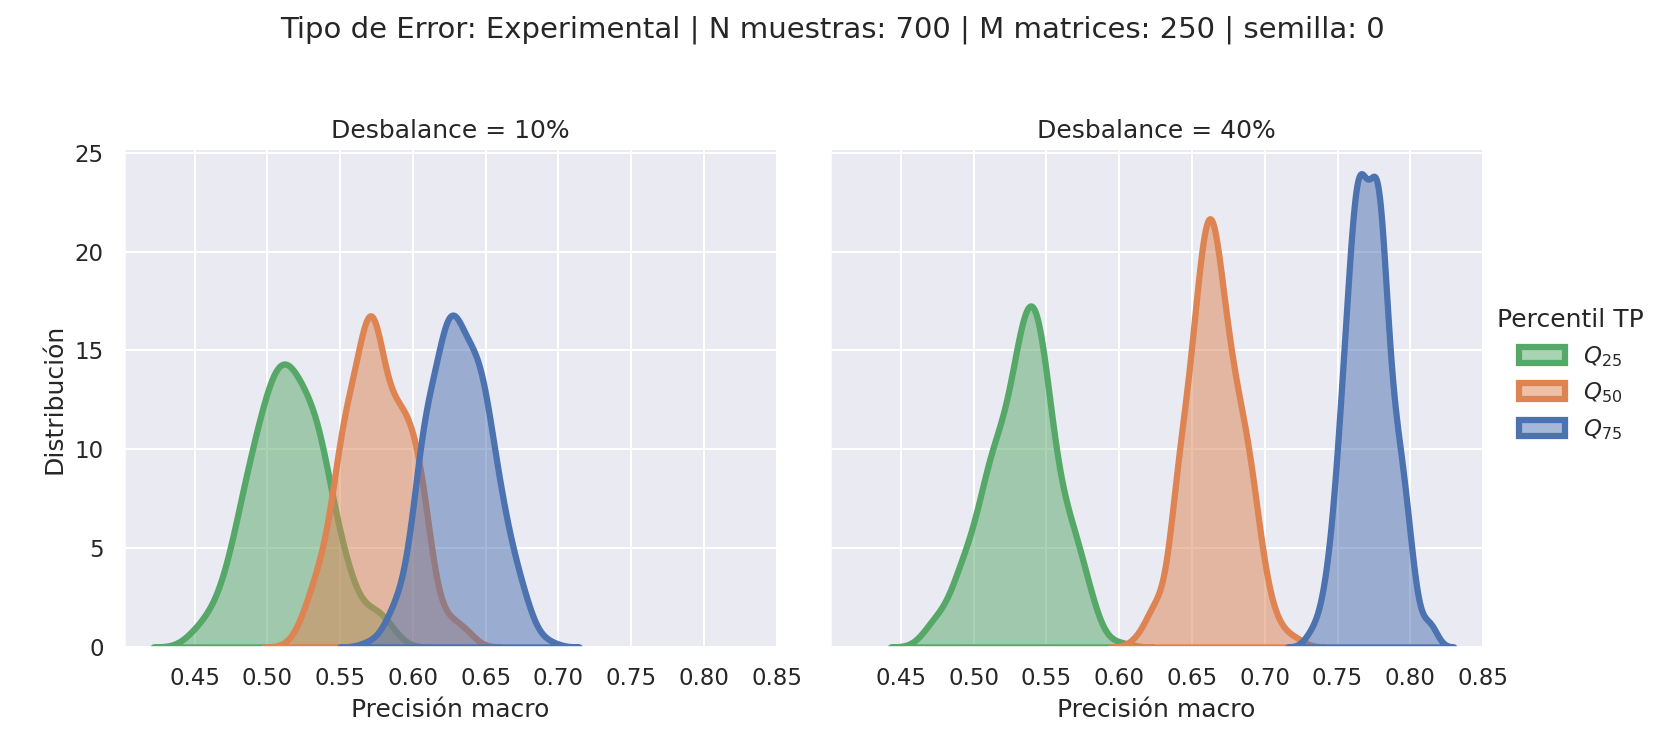 Tipo de Error: Experimental | N muestras: 700 | M matrices: 250 | semilla: 0
Desbalance = 10%
Desbalance = 40%
25
20
15
10
5
0
Distribución
0.45 0.50 0.55 0.60 0.65 0.70 0.75 0.80 0.85
0.45 0.50 0.55 0.60 0.65 0.70 0.75 0.80 0.85
Precisión macro
Precisión macro
Percentil TP
Q25
Q50
Q75